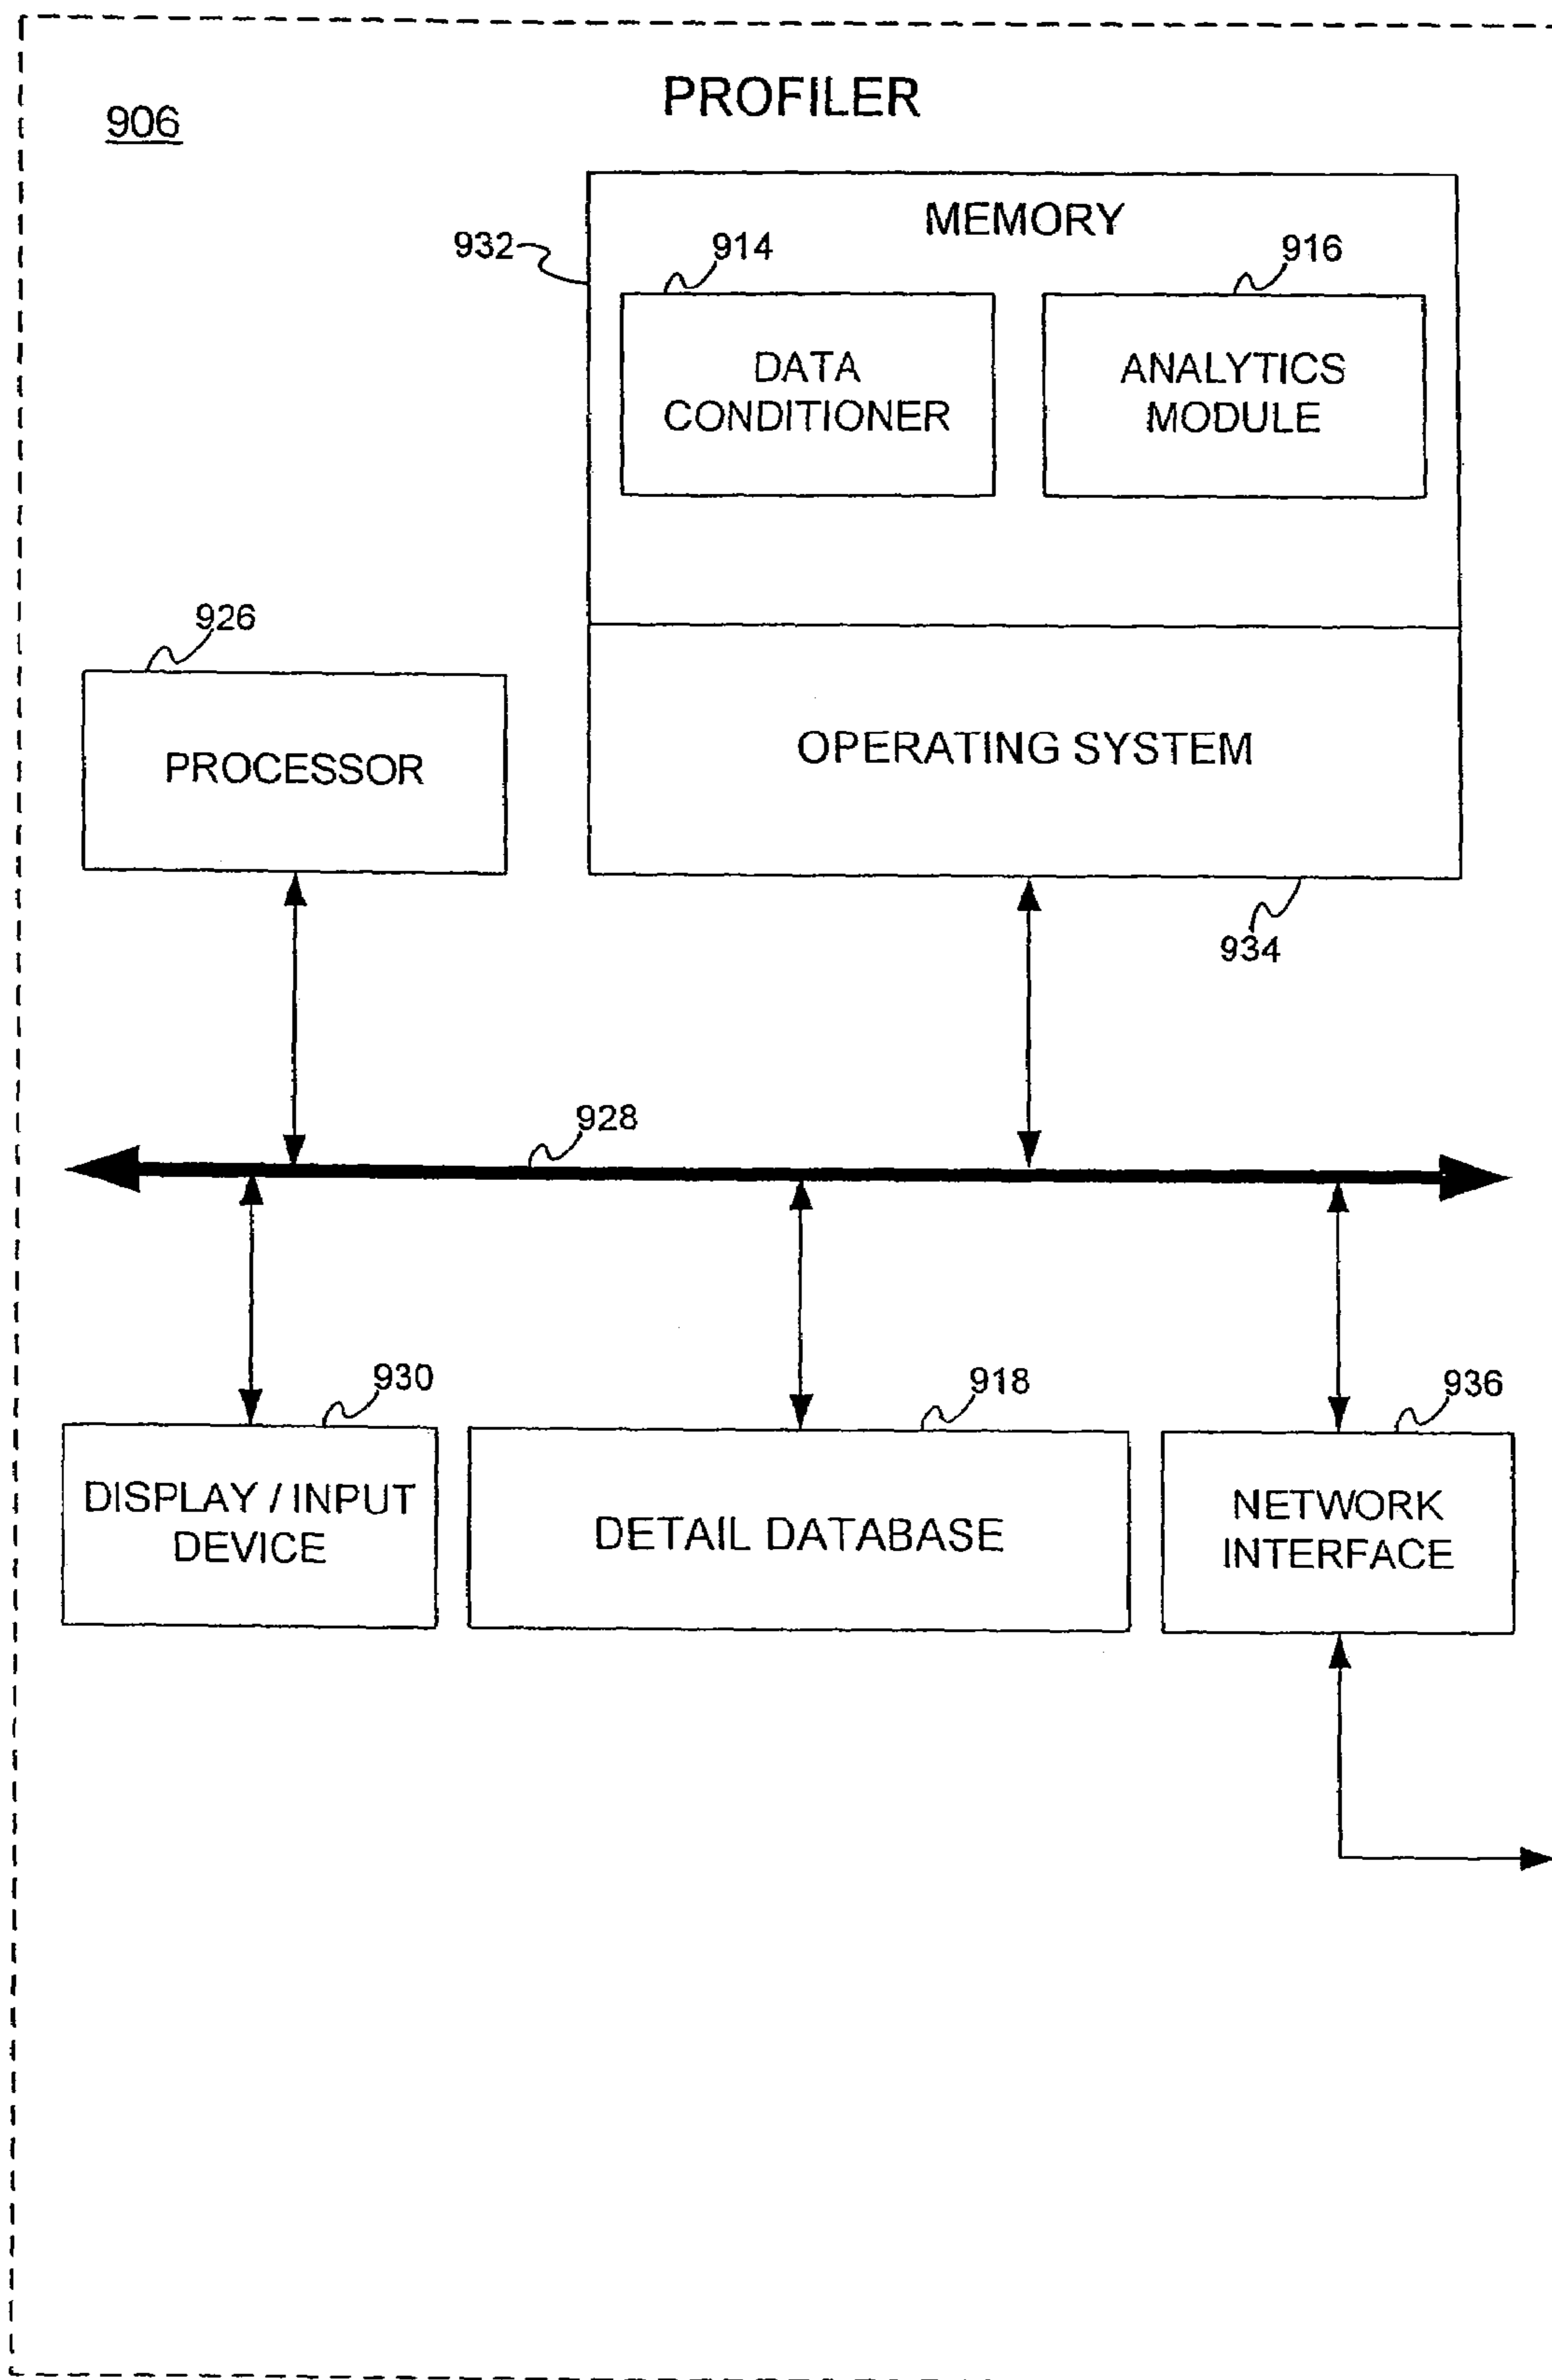 PROFILER
906
MEMORY
932
914
916
DATA
CONDITIONER
ANALYTICS
MODULE
926
PROCESSOR
OPERATING SYSTEM
934
928
930
918
936
DISPLAY / INPUT
DEVICE
DETAIL DATABASE
NETWORK
INTERFACE